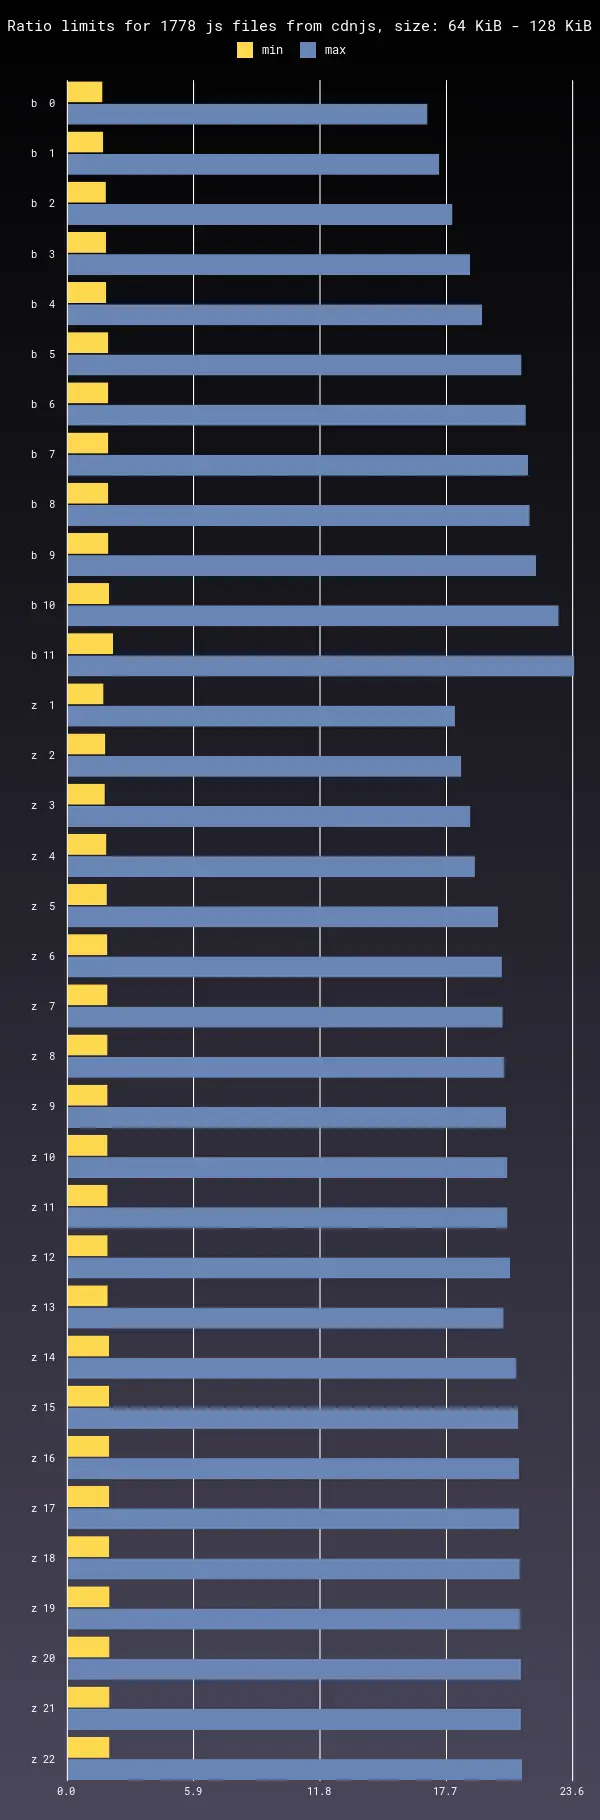 Ratio limits for 1778 js files from cdnjs, size: 64 KiB - 128 KiB
min max
b 0
b 1
b 2
b 3
b 4
b 5
b 6
b 7
b 8
b 9
b 10
b 11
z 1
z 2
z 3
z 4
z 5
z 6
z 7
z 8
z 9
z 10
z 11
z 12
z 13
z 14
z 15
z 16
z 17
z 18
z 19
z 20
z 21
z 22
0.0 5.9 11.8 17.7 23.6